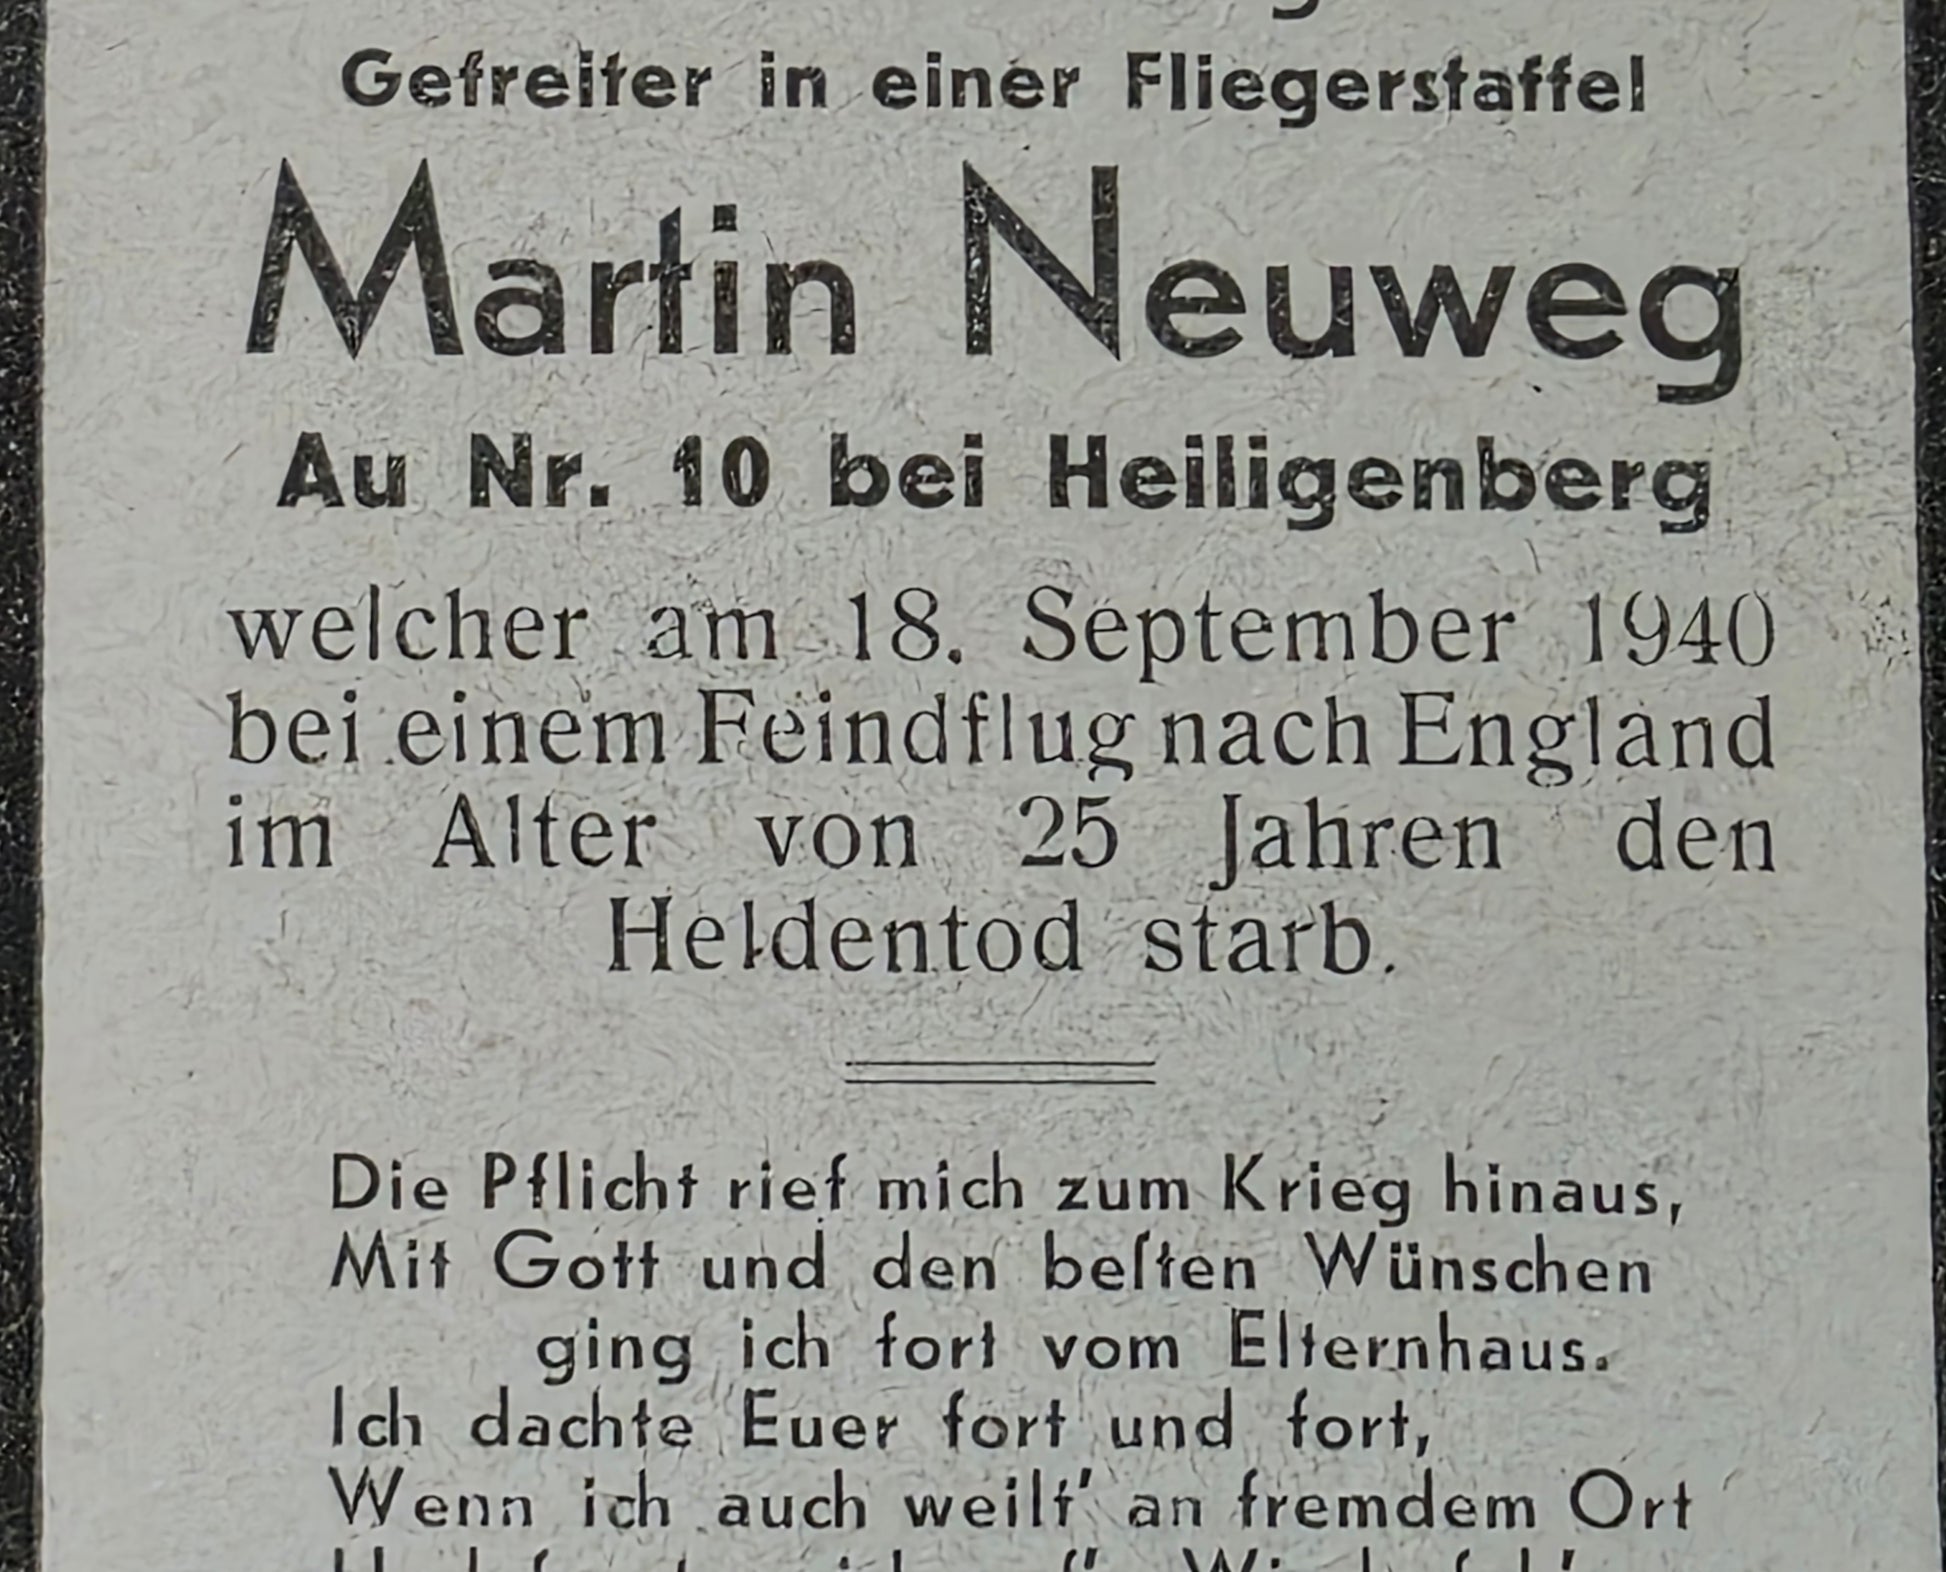 Gefreiter in einer Fliegerstaffel
Martin Neuweg
Au Nr. 10 bei Heiligenberg
welcher am 18. September 1940
bei einem Feindflug nach England
im Alter von 25 Jahren den
Heldentod starb.
Die Pflicht rief mich zum Krieg hinaus,
Mit Gott und den beſten Wünschen
ging ich fort vom Elternhaus.
Ich dachte Euer fort und fort,
Wenn ich auch weilt' an fremdem Ort